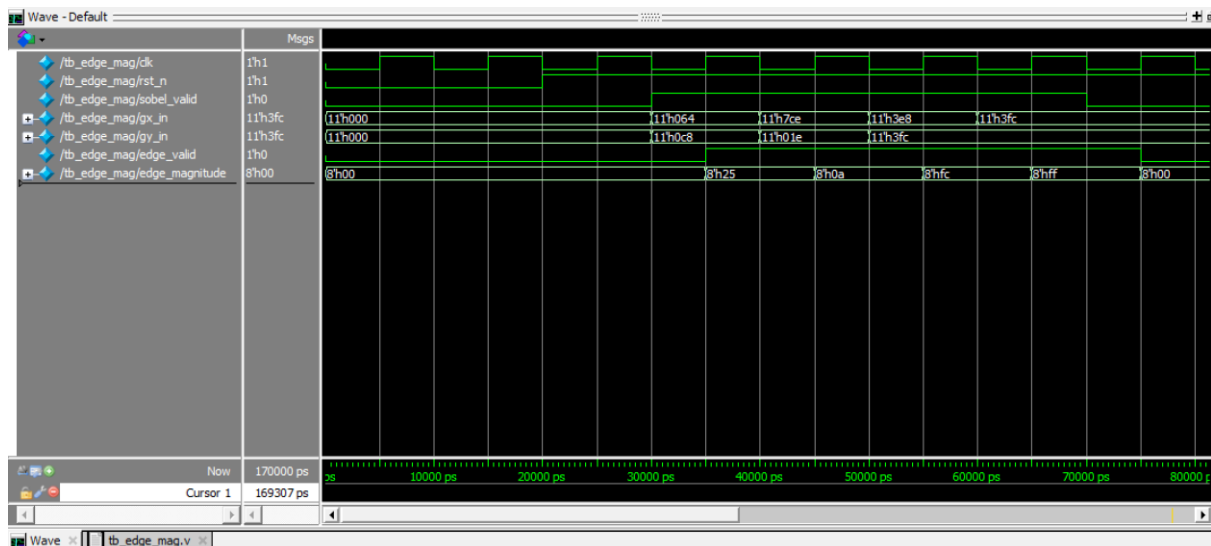 Wave - Default
Msgs
/tb_edge_mag/clk 1'h1
/tb_edge_mag/rst_n 1'h1
/tb_edge_mag/sobel_valid 1'h0
/tb_edge_mag/gx_in 11'h3fc 11'h000 11'h064 11'h7ce 11'h3e8 11'h3fc
/tb_edge_mag/gy_in 11'h3fc 11'h000 11'h0c8 11'h01e 11'h3fc
/tb_edge_mag/edge_valid 1'h0
/tb_edge_mag/edge_magnitude 8'h00 8'h00 8'h25 8'h0a 8'hfc 8'hff 8'h00
Now 170000 ps ps 10000 ps 20000 ps 30000 ps 40000 ps 50000 ps 60000 ps 70000 ps 80000 p
Cursor 1 169307 ps
Wave tb_edge_mag.v